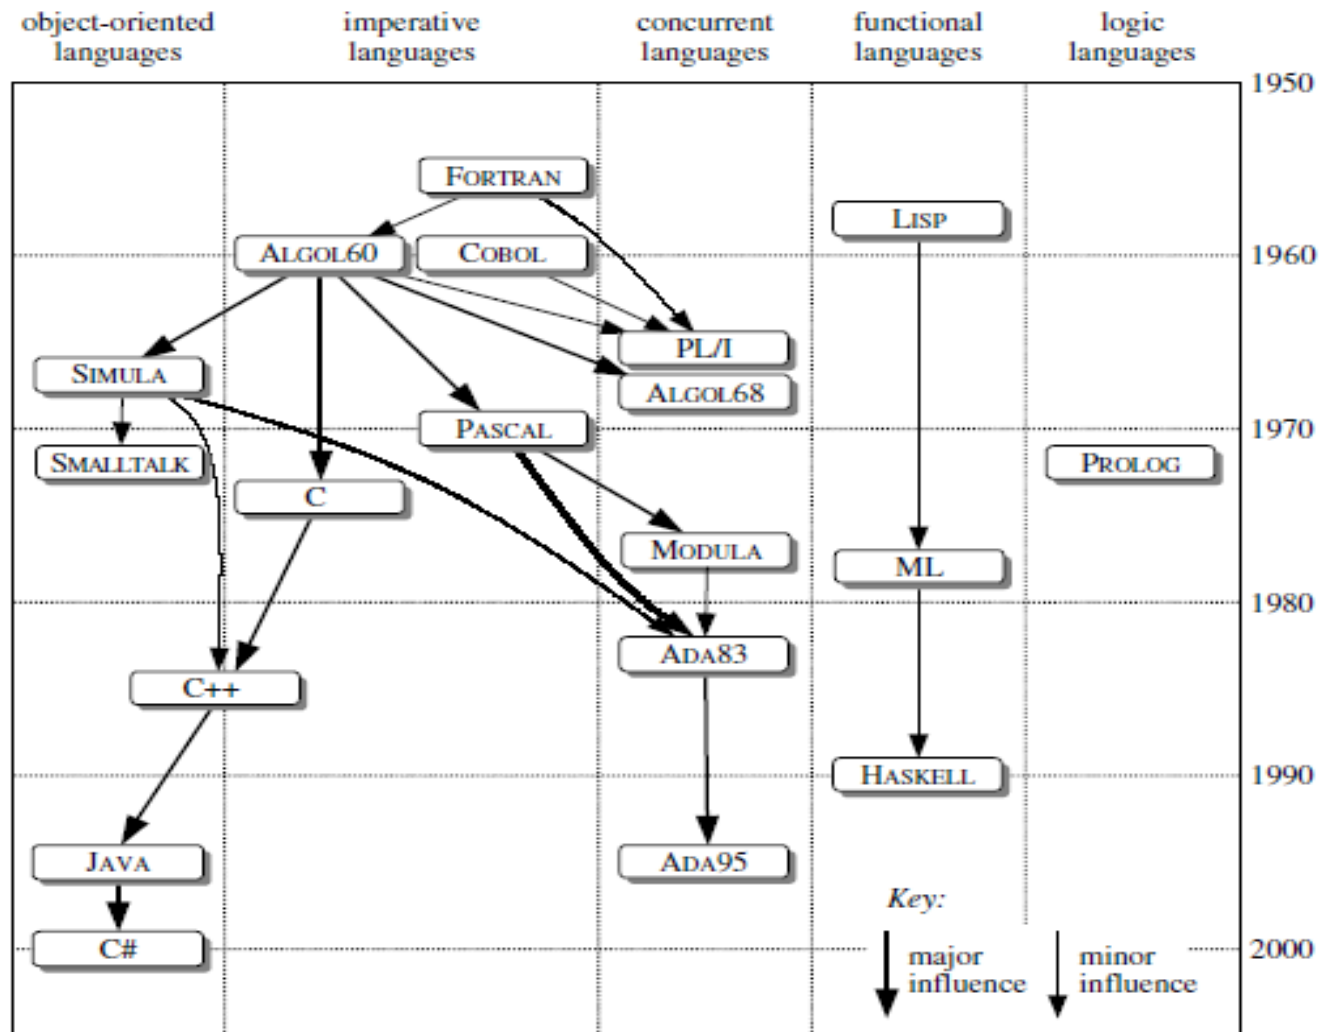 object-oriented
languages
imperative
languages
concurrent
languages
functional
languages
logic
languages
1950
FORTRAN
LISP
ALGOL60
COBOL
1960
PL/I
SIMULA
ALGOL68
PASCAL
1970
SMALLTALK
PROLOG
C
MODULA
ML
1980
ADA83
C++
HASKELL
1990
JAVA
ADA95
Key:
C#
2000
major
influence
minor
influence